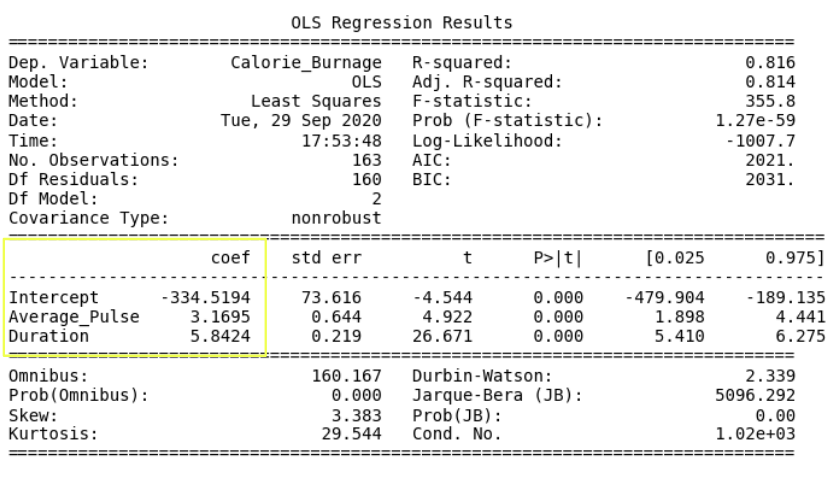 OLS Regression Results
==============================================================================
Dep. Variable: Calorie_Burnage R-squared: 0.816
Model: OLS Adj. R-squared: 0.814
Method: Least Squares F-statistic: 355.8
Date: Tue, 29 Sep 2020 Prob (F-statistic): 1.27e-59
Time: 17:53:48 Log-Likelihood: -1007.7
No. Observations: 163 AIC: 2021.
Df Residuals: 160 BIC: 2031.
Df Model: 2
Covariance Type: nonrobust
==============================================================================
coef std err t P>|t| [0.025 0.975]
------------------------------------------------------------------------------
Intercept -334.5194 73.616 -4.544 0.000 -479.904 -189.135
Average_Pulse 3.1695 0.644 4.922 0.000 1.898 4.441
Duration 5.8424 0.219 26.671 0.000 5.410 6.275
==============================================================================
Omnibus: 160.167 Durbin-Watson: 2.339
Prob(Omnibus): 0.000 Jarque-Bera (JB): 5096.292
Skew: 3.383 Prob(JB): 0.00
Kurtosis: 29.544 Cond. No. 1.02e+03
==============================================================================